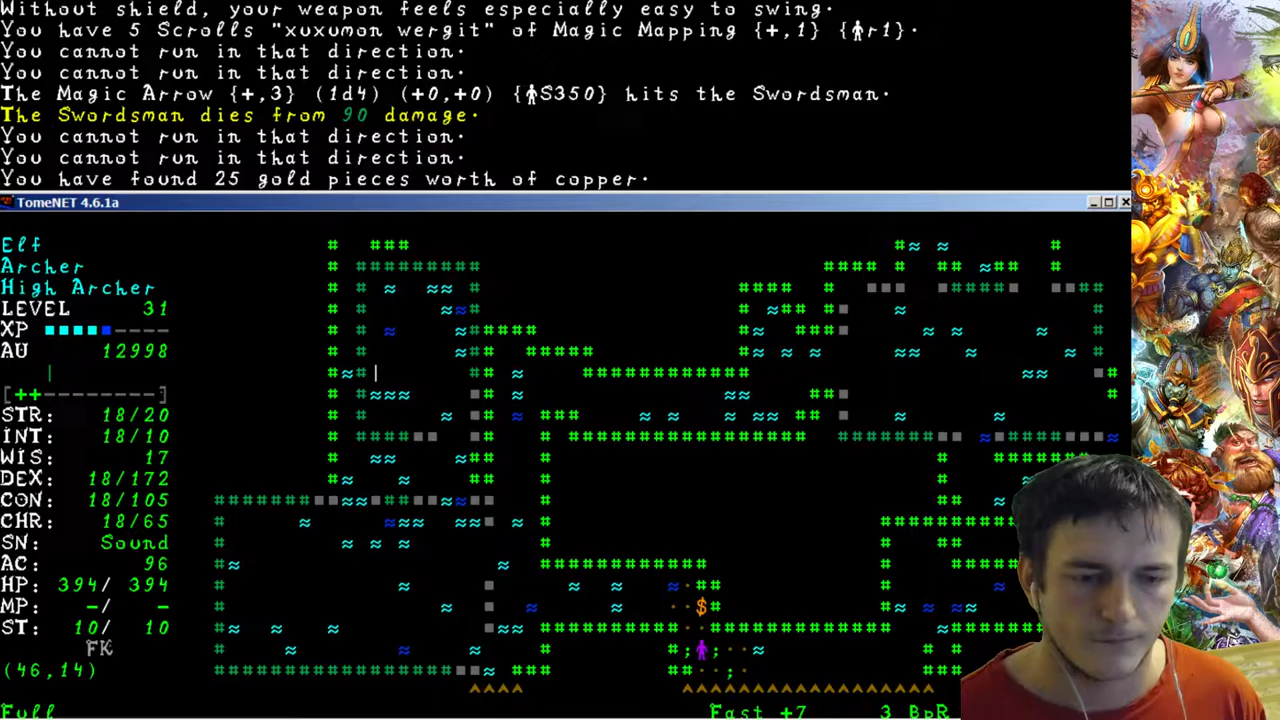 Without shield, your weapon feels especially easy to swing.
You have 5 Scrolls "xuxumon wergit" of Magic Mapping {+,1} {r1}.
You cannot run in that direction.
You cannot run in that direction.
The Magic Arrow {+,3} (1d4) (+0,+0) {S350} hits the Swordsman.
The Swordsman dies from 90 damage.
You cannot run in that direction.
You cannot run in that direction.
You have found 25 gold pieces worth of copper.
TomeNET 4.6.1a
Elf
Archer
High Archer
LEVEL 31
XP
AU 12998
[++---------]
STR: 18/20
INT: 18/10
WIS: 17
DEX: 18/172
CON: 18/105
CHR: 18/65
SN: Sound
AC: 96
HP: 394/ 394
MP: -/ -
ST: 10/ 10
FK
(46,14)
Full
Fast +7
3 BpR